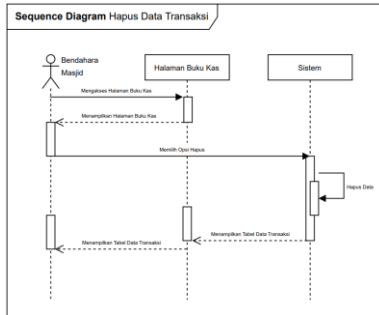 Sequence Diagram Hapus Data Transaksi
Bendahara
Masjid
Halaman Buku Kas
Sistem
Mengakses Halaman Buku Kas
Menampilkan Halaman Buku Kas
Memilih Opsi Hapus
Hapus Data
Menampilkan Tabel Data Transaksi
Menampilkan Tabel Data Transaksi